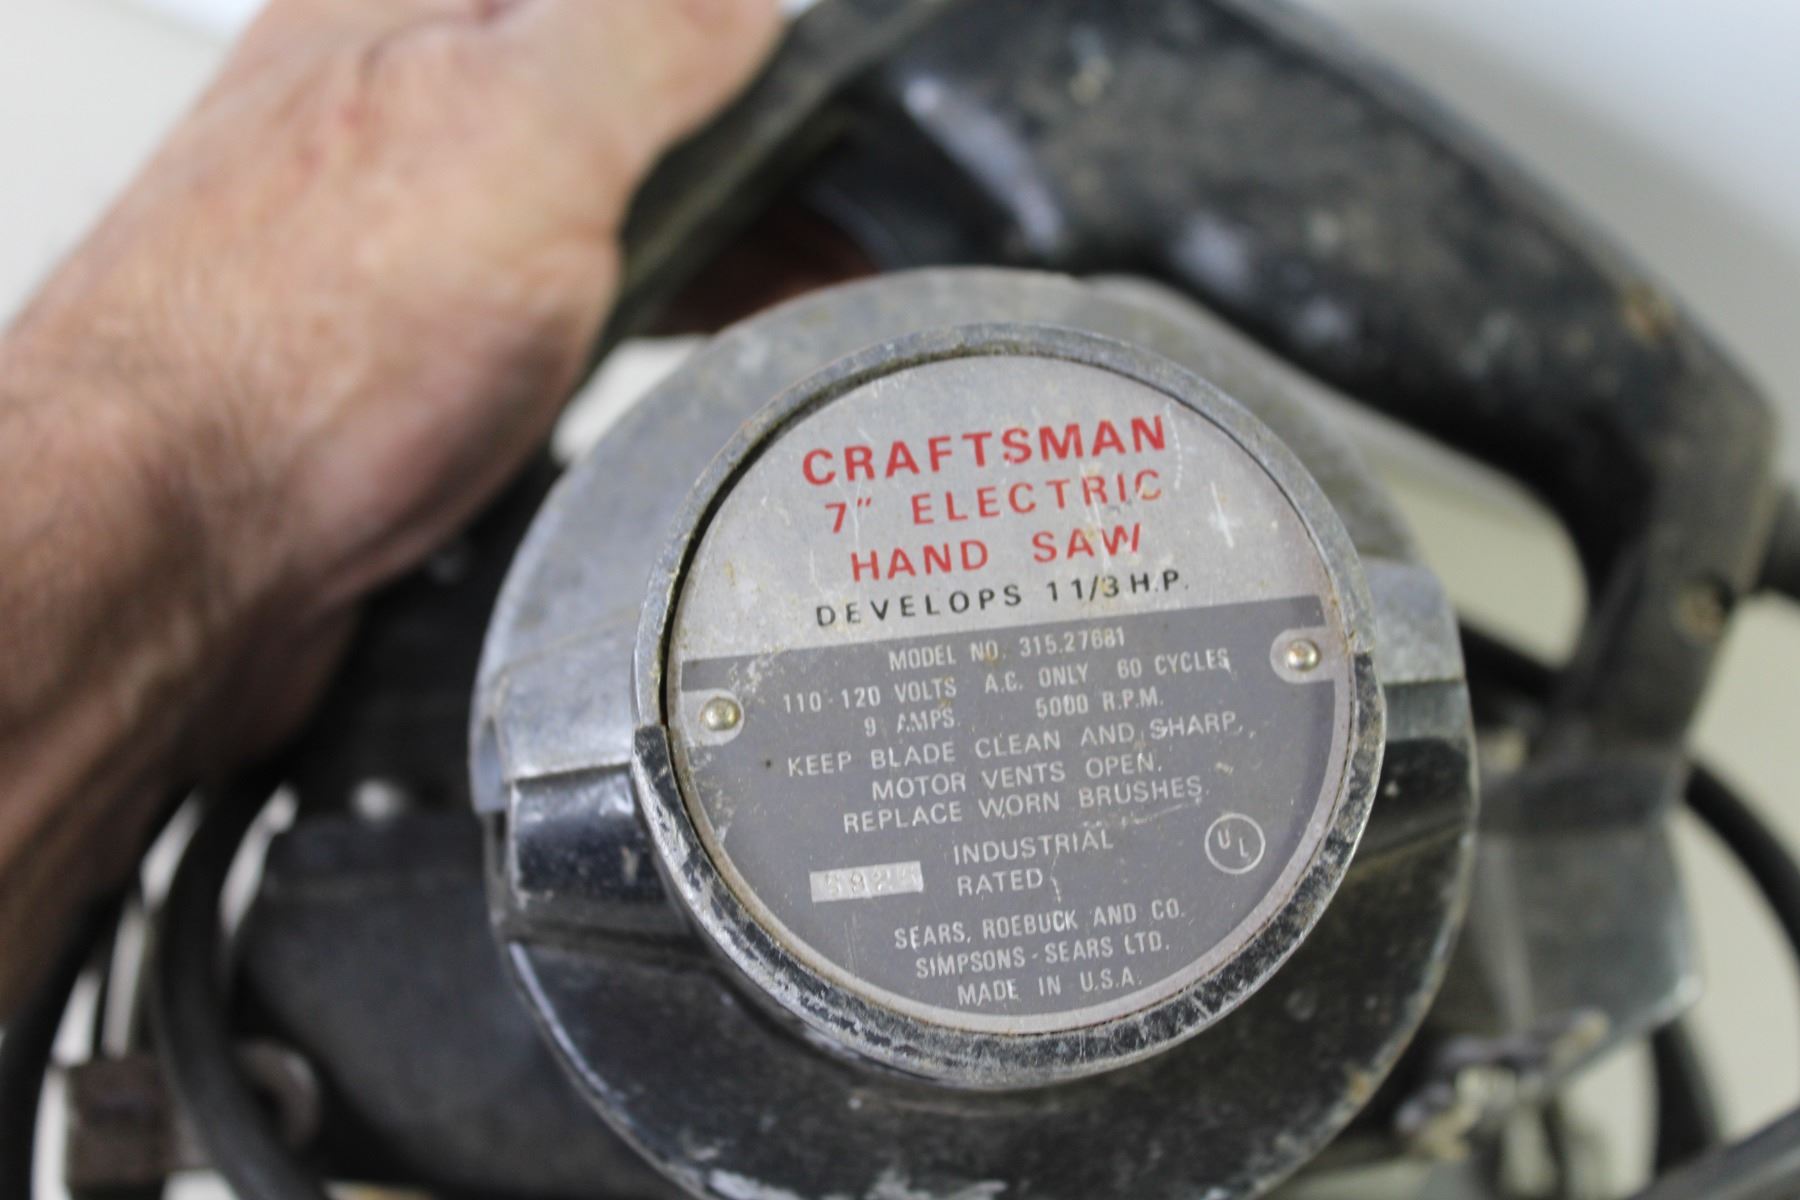 CRAFTSMAN
7" ELECTRIC
HAND SAW
DEVELOPS 1 1/3 H.P.
MODEL NO. 315.27681
110-120 VOLTS A.C. ONLY 60 CYCLES
9 AMPS. 5000 R.P.M.
KEEP BLADE CLEAN AND SHARP,
MOTOR VENTS OPEN.
REPLACE WORN BRUSHES.
INDUSTRIAL
RATED
UL
SEARS, ROEBUCK AND CO.
SIMPSONS-SEARS LTD.
MADE IN U.S.A.